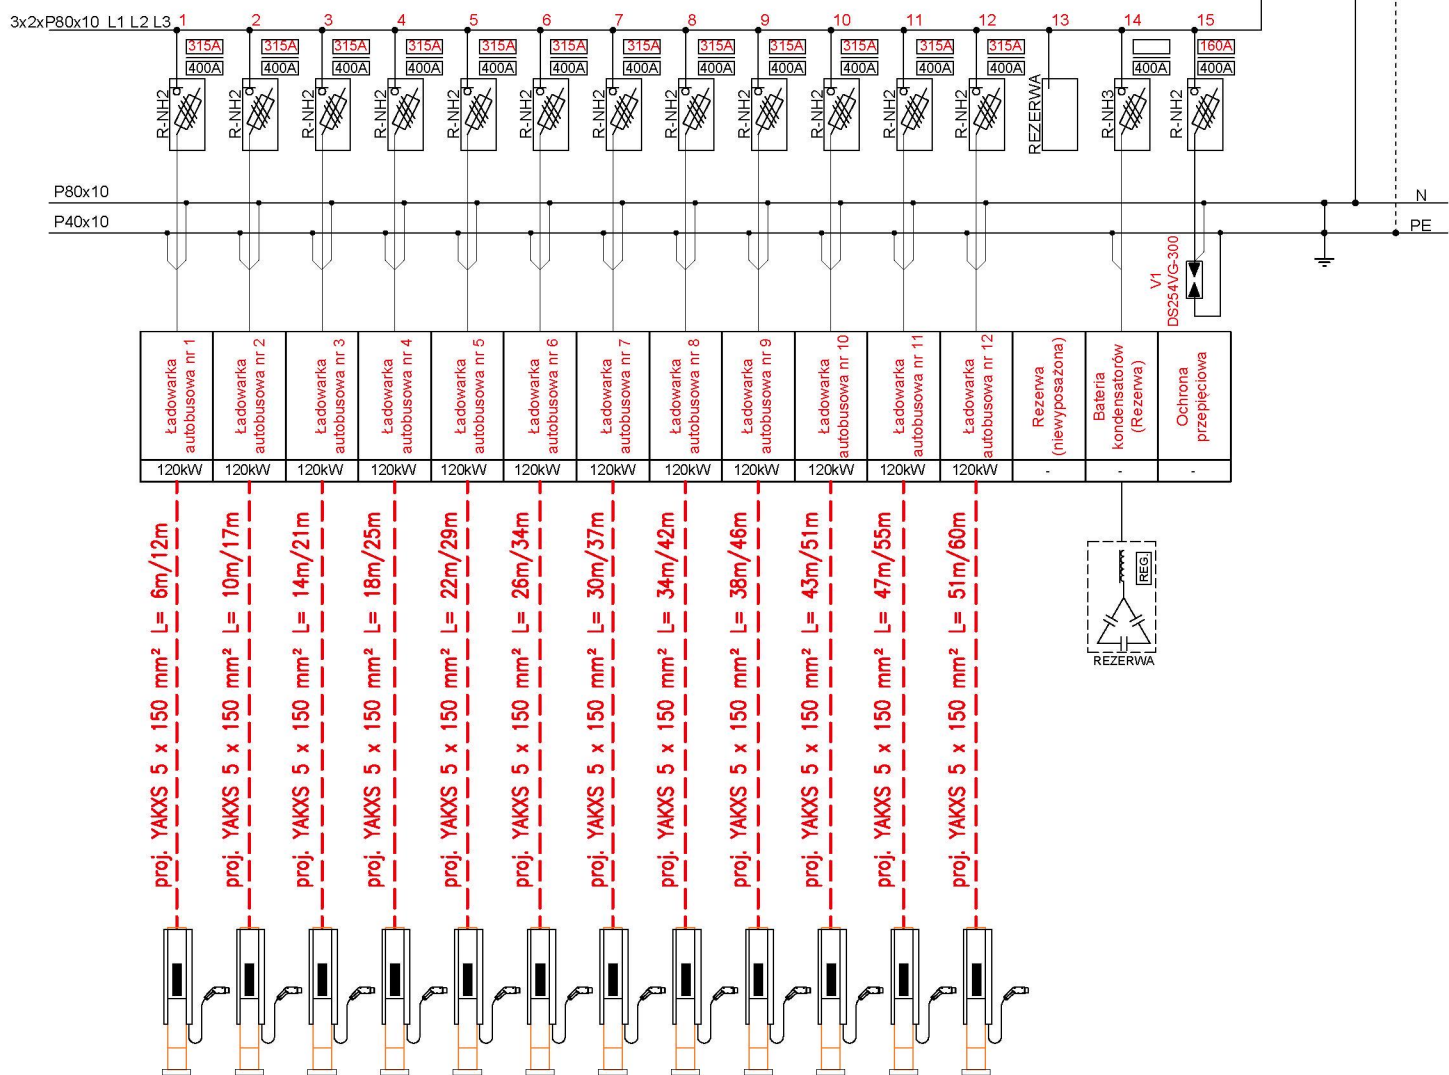 3x2xP80x10 L1 L2 L3
1 2 3 4 5 6 7 8 9 10 11 12 13 14 15
315A 315A 315A 315A 315A 315A 315A 315A 315A 315A 315A 315A 160A
400A 400A 400A 400A 400A 400A 400A 400A 400A 400A 400A 400A 400A 400A
R-NH2 R-NH2 R-NH2 R-NH2 R-NH2 R-NH2 R-NH2 R-NH2 R-NH2 R-NH2 R-NH2 R-NH2 REZERWA R-NH3 R-NH2
P80x10
N
P40x10
PE
V1
DS254VG-300
Ładowarka
autobusowa nr 1
Ładowarka
autobusowa nr 2
Ładowarka
autobusowa nr 3
Ładowarka
autobusowa nr 4
Ładowarka
autobusowa nr 5
Ładowarka
autobusowa nr 6
Ładowarka
autobusowa nr 7
Ładowarka
autobusowa nr 8
Ładowarka
autobusowa nr 9
Ładowarka
autobusowa nr 10
Ładowarka
autobusowa nr 11
Ładowarka
autobusowa nr 12
Rezerwa
(niewyposażona)
Bateria
kondensatorów
(Rezerwa)
Ochrona
przepięciowa
120kW 120kW 120kW 120kW 120kW 120kW 120kW 120kW 120kW 120kW 120kW 120kW - - -
proj. YAKXS 5 x 150 mm² L= 6m/12m
proj. YAKXS 5 x 150 mm² L= 10m/17m
proj. YAKXS 5 x 150 mm² L= 14m/21m
proj. YAKXS 5 x 150 mm² L= 18m/25m
proj. YAKXS 5 x 150 mm² L= 22m/29m
proj. YAKXS 5 x 150 mm² L= 26m/34m
proj. YAKXS 5 x 150 mm² L= 30m/37m
proj. YAKXS 5 x 150 mm² L= 34m/42m
proj. YAKXS 5 x 150 mm² L= 38m/46m
proj. YAKXS 5 x 150 mm² L= 43m/51m
proj. YAKXS 5 x 150 mm² L= 47m/55m
proj. YAKXS 5 x 150 mm² L= 51m/60m
REG.
REZERWA